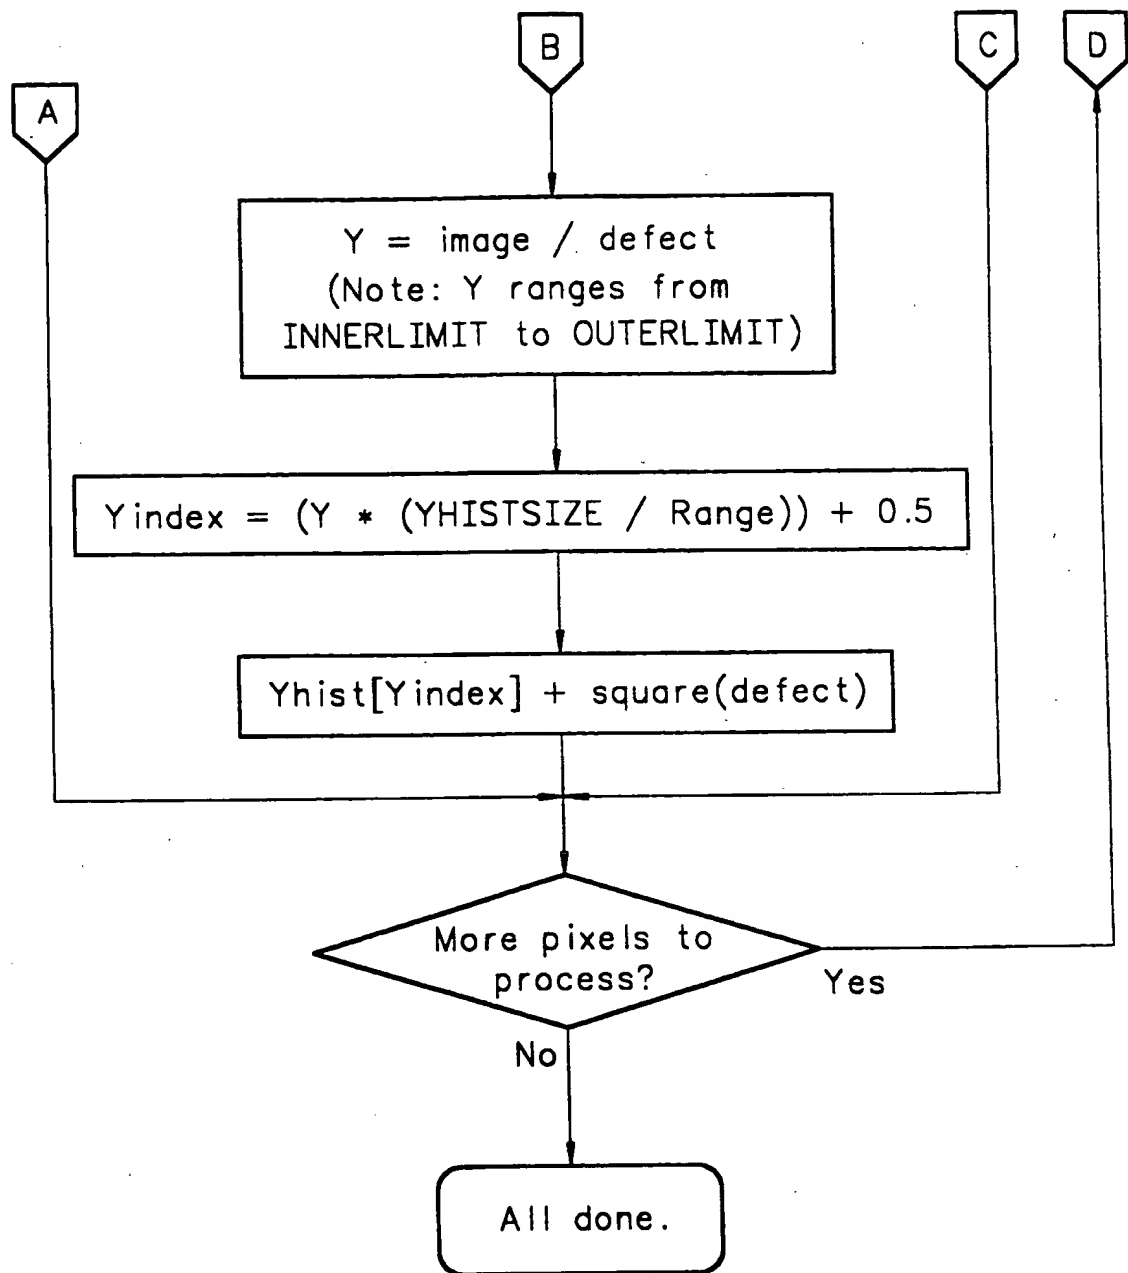 B
C
D
A
Y = image / defect
(Note: Y ranges from
INNERLIMIT to OUTERLIMIT)
Yindex = (Y * (YHISTSIZE / Range)) + 0.5
Yhist[Yindex] + square(defect)
More pixels to
process?
Yes
No
All done.